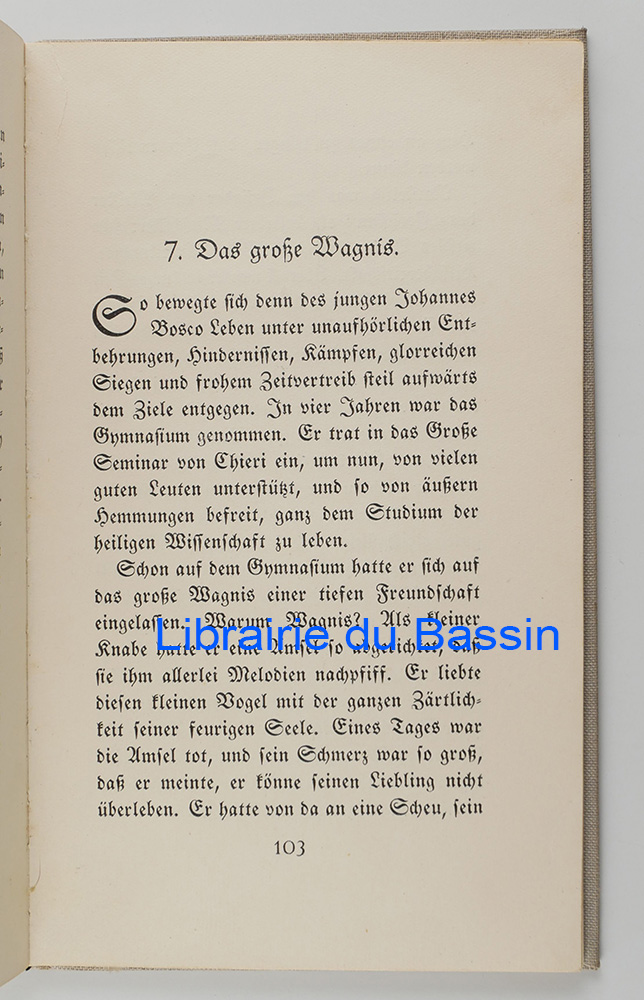 7. Das große Wagnis.
So bewegte sich denn des jungen Johannes
Bosco Leben unter unaufhörlichen Ent-
behrungen, Hindernissen, Kämpfen, glorreichen
Siegen und frohem Zeitvertreib steil aufwärts
dem Ziele entgegen. In vier Jahren war das
Gymnasium genommen. Er trat in das Große
Seminar von Chieri ein, um nun, von vielen
guten Leuten unterstützt, und so von äußern
Hemmungen befreit, ganz dem Studium der
heiligen Wissenschaft zu leben.
Schon auf dem Gymnasium hatte er sich auf
das große Wagnis einer tiefen Freundschaft
eingelassen. Warum Wagnis? Als kleiner
Knabe hatte er eine Amsel so abgerichtet, daß
Librairie du Bassin
sie ihm allerlei Melodien nachpfiff. Er liebte
diesen kleinen Vogel mit der ganzen Zärtlich-
keit seiner feurigen Seele. Eines Tages war
die Amsel tot, und sein Schmerz war so groß,
daß er meinte, er könne seinen Liebling nicht
überleben. Er hatte von da an eine Scheu, sein
103